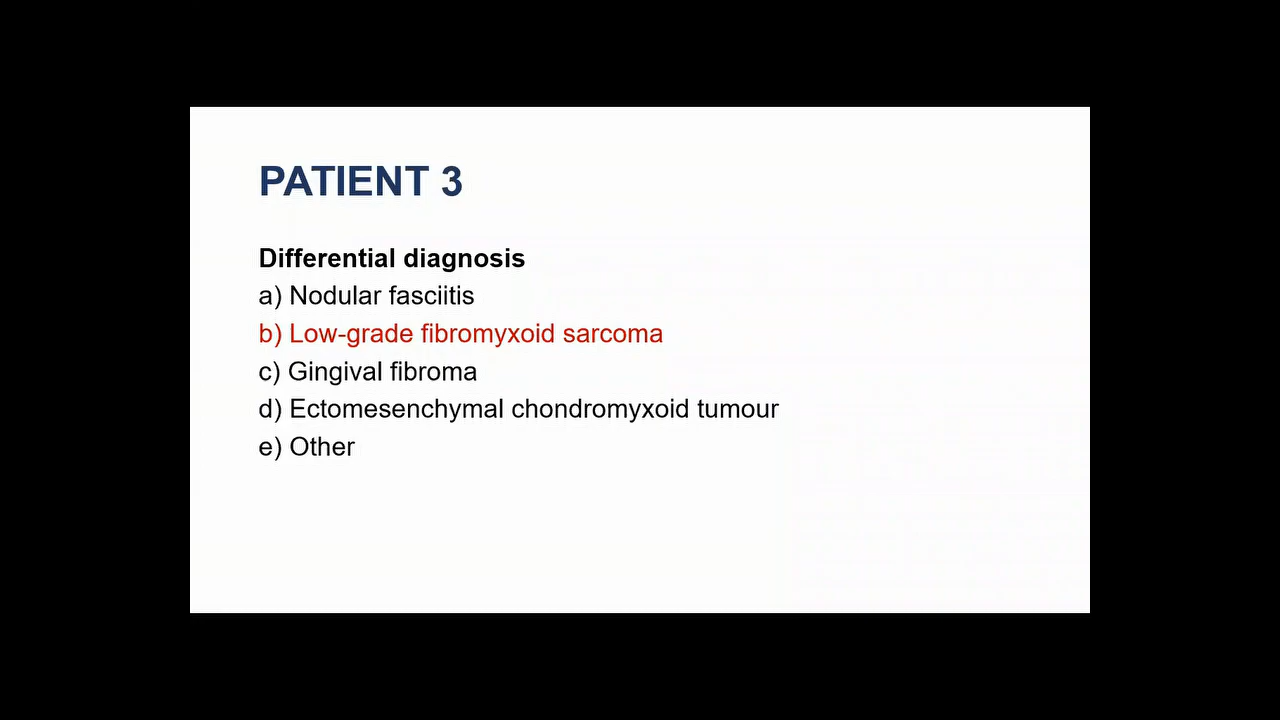 PATIENT 3
Differential diagnosis
a) Nodular fasciitis
b) Low-grade fibromyxoid sarcoma
c) Gingival fibroma
d) Ectomesenchymal chondromyxoid tumour
e) Other